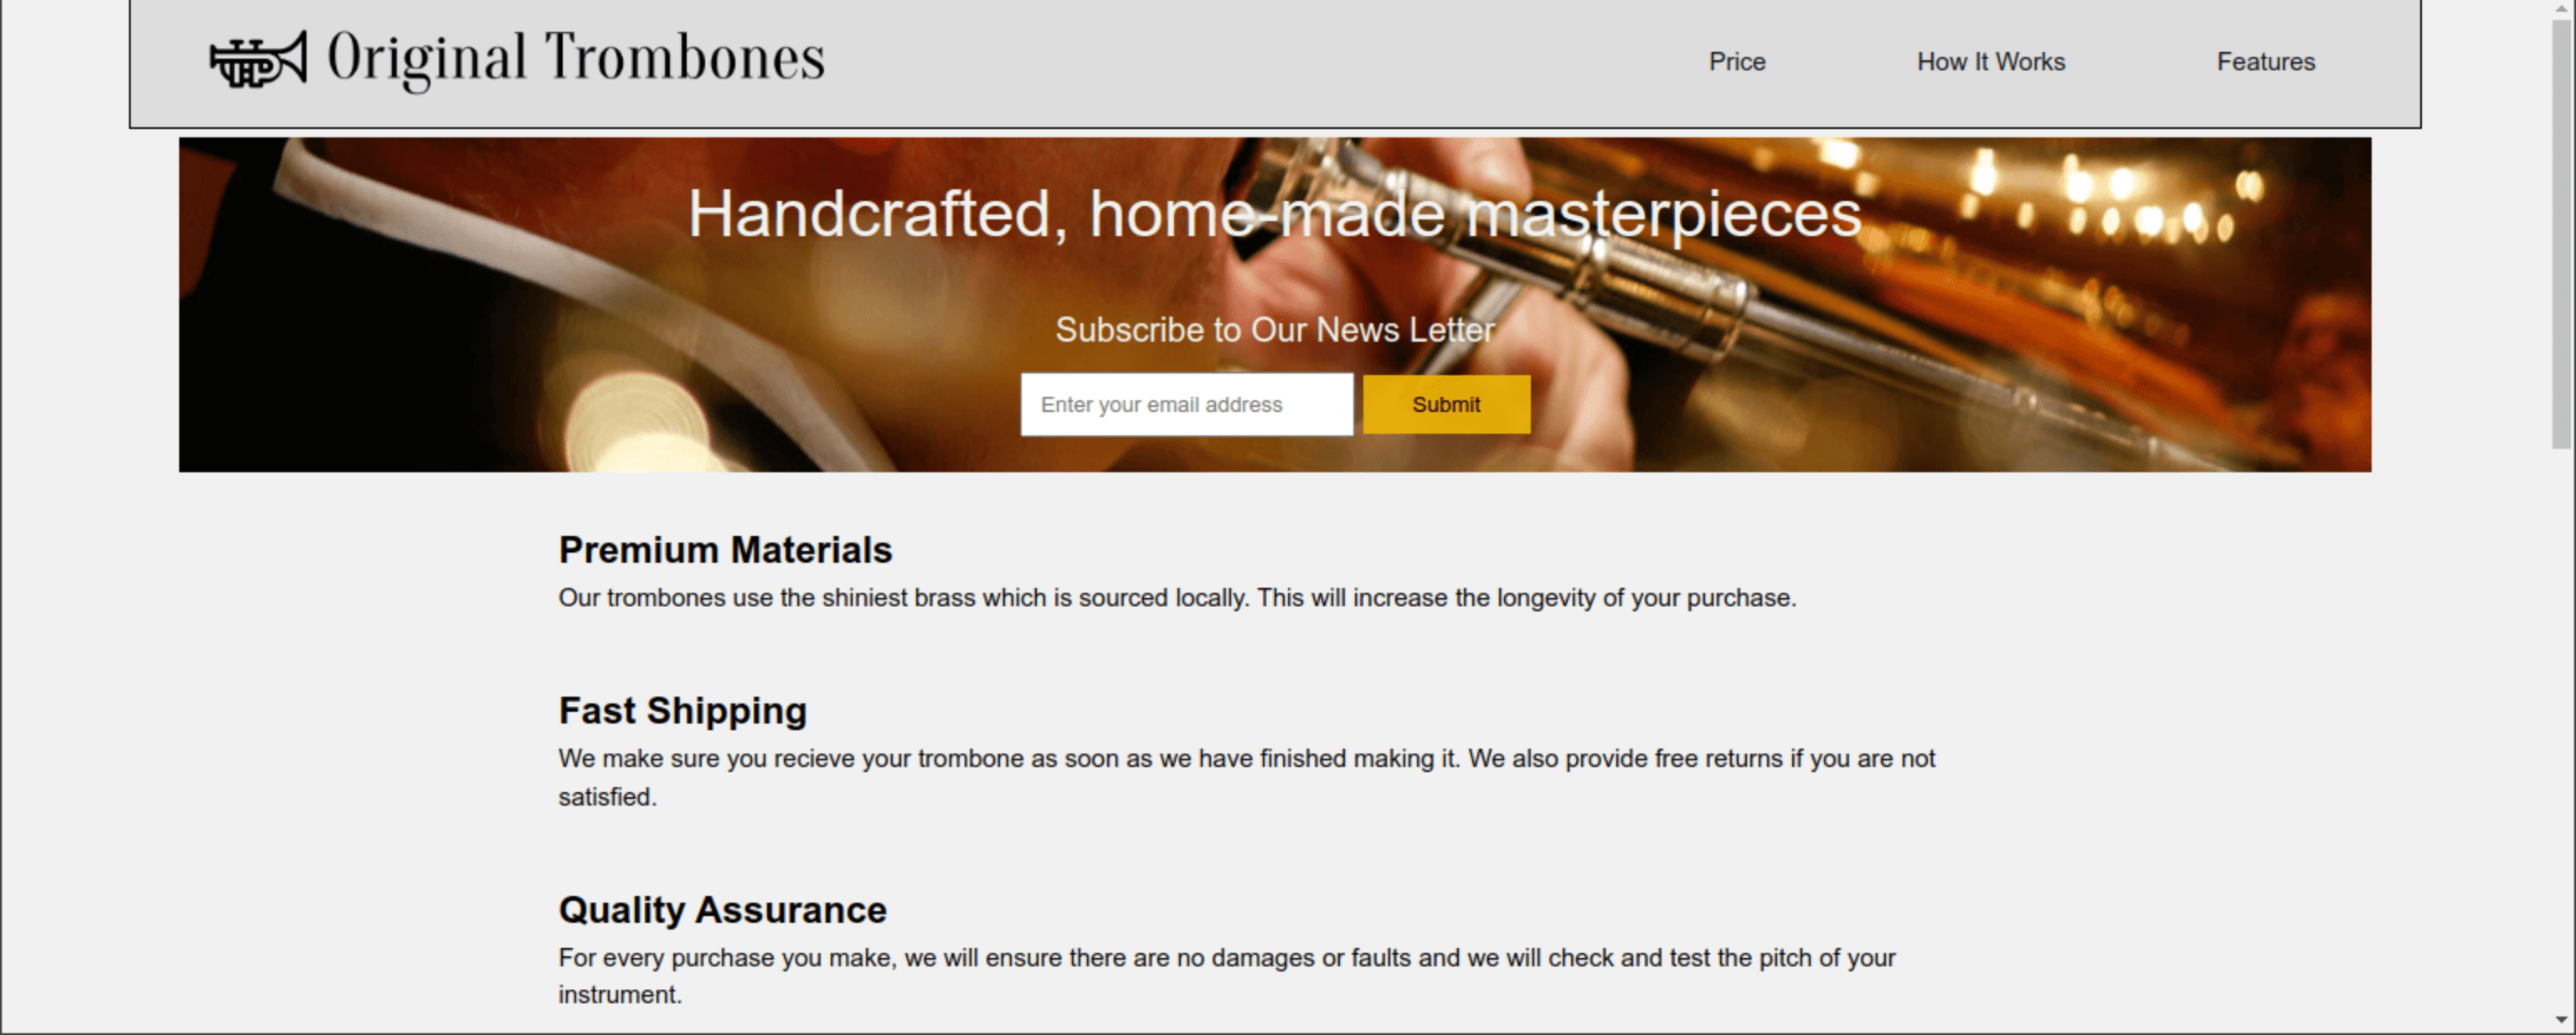 Original Trombones
Price
How It Works
Features
Handcrafted, home-made masterpieces
Subscribe to Our News Letter
Enter your email address
Submit
Premium Materials
Our trombones use the shiniest brass which is sourced locally. This will increase the longevity of your purchase.
Fast Shipping
We make sure you recieve your trombone as soon as we have finished making it. We also provide free returns if you are not
satisfied.
Quality Assurance
For every purchase you make, we will ensure there are no damages or faults and we will check and test the pitch of your
instrument.